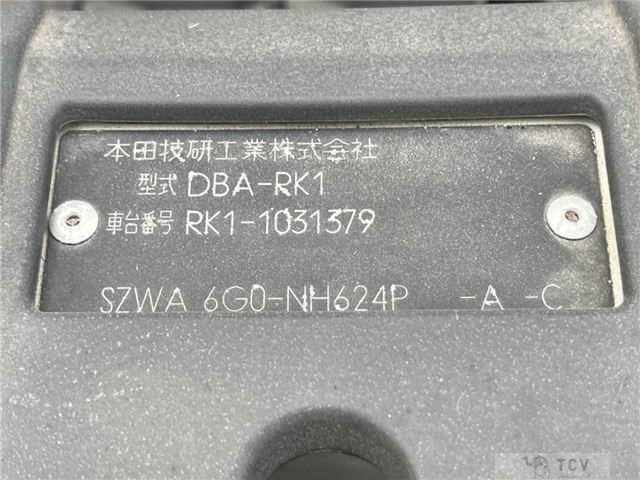 本田技研工業株式会社
型式 DBA-RK1
車台番号 RK1-1031379
SZWA 6G0-NH624P -A -C
TCV